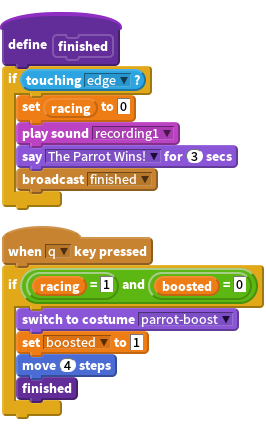 define finished
if touching edge ?
set racing to 0
play sound recording1
say The Parrot Wins! for 3 secs
broadcast finished
when q key pressed
if racing = 1 and boosted = 0
switch to costume parrot-boost
set boosted to 1
move 4 steps
finished